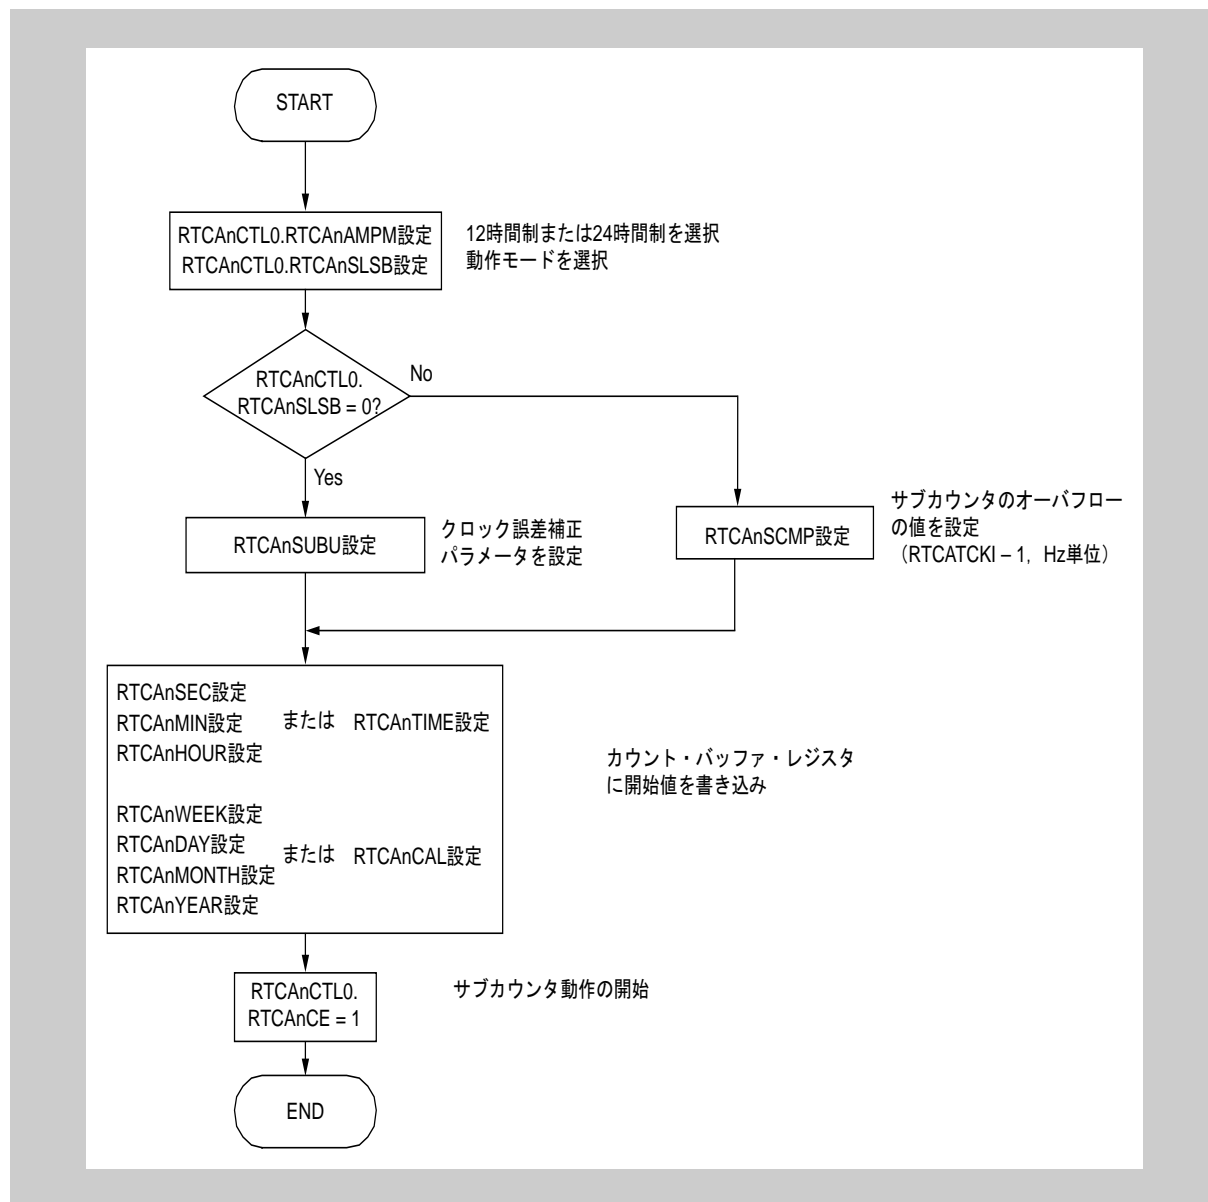 START
RTCAnCTL0.RTCAnAMPM設定
RTCAnCTL0.RTCAnSLSB設定
12時間制または24時間制を選択
動作モードを選択
RTCAnCTL0.
RTCAnSLSB = 0?
No
Yes
RTCAnSUBU設定
クロック誤差補正
パラメータを設定
RTCAnSCMP設定
サブカウンタのオーバフロー
の値を設定
（RTCATCKI – 1，Hz単位）
RTCAnSEC設定
RTCAnMIN設定
RTCAnHOUR設定
または
RTCAnTIME設定
RTCAnWEEK設定
RTCAnDAY設定
RTCAnMONTH設定
RTCAnYEAR設定
または
RTCAnCAL設定
カウント・バッファ・レジスタ
に開始値を書き込み
RTCAnCTL0.
RTCAnCE = 1
サブカウンタ動作の開始
END